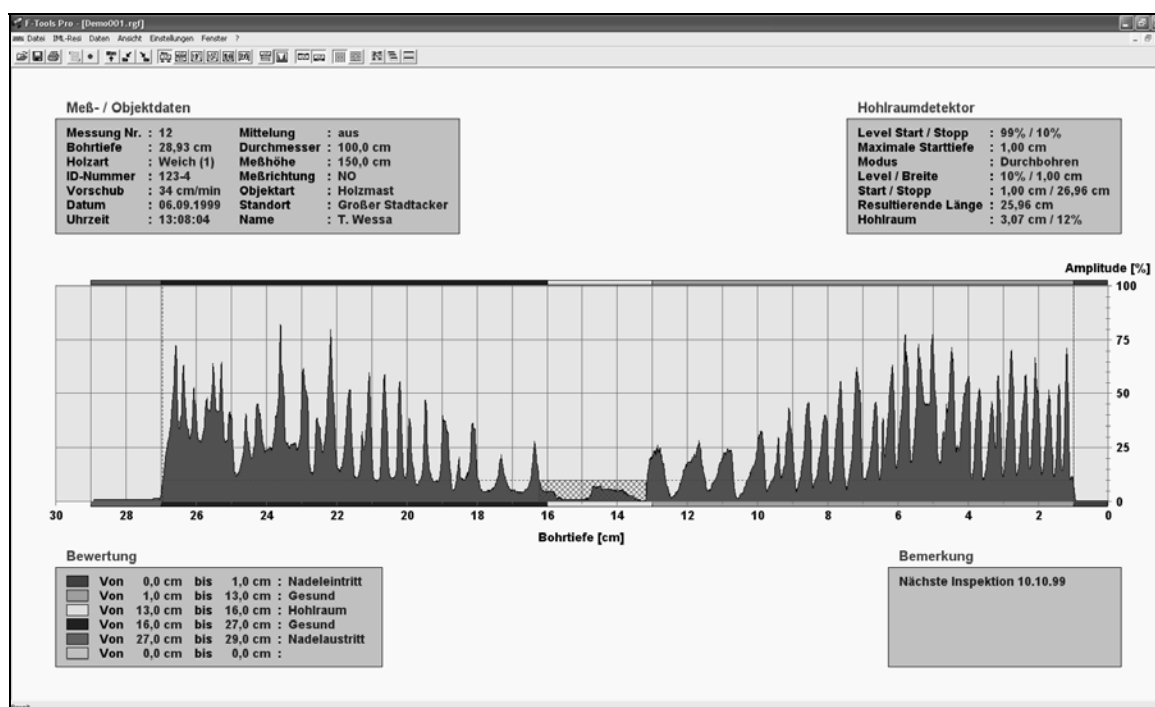 F-Tools Pro - [Demo001.rgf]
Datei IML-Resi Daten Ansicht Einstellungen Fenster ?
Meß- / Objektdaten
Messung Nr. : 12 Mittelung : aus
Bohrtiefe : 28,93 cm Durchmesser : 100,0 cm
Holzart : Weich (1) Meßhöhe : 150,0 cm
ID-Nummer : 123-4 Meßrichtung : NO
Vorschub : 34 cm/min Objektart : Holzmast
Datum : 06.09.1999 Standort : Großer Stadtacker
Uhrzeit : 13:08:04 Name : T. Wessa
Hohlraumdetektor
Level Start / Stopp : 99% / 10%
Maximale Starttiefe : 1,00 cm
Modus : Durchbohren
Level / Breite : 10% / 1,00 cm
Start / Stopp : 1,00 cm / 26,96 cm
Resultierende Länge : 25,96 cm
Hohlraum : 3,07 cm / 12%
Amplitude [%]
100
75
50
25
0
30 28 26 24 22 20 18 16 14 12 10 8 6 4 2 0
Bohrtiefe [cm]
Bewertung
Von 0,0 cm bis 1,0 cm : Nadeleintritt
Von 1,0 cm bis 13,0 cm : Gesund
Von 13,0 cm bis 16,0 cm : Hohlraum
Von 16,0 cm bis 27,0 cm : Gesund
Von 27,0 cm bis 29,0 cm : Nadelaustritt
Von 0,0 cm bis 0,0 cm :
Bemerkung
Nächste Inspektion 10.10.99